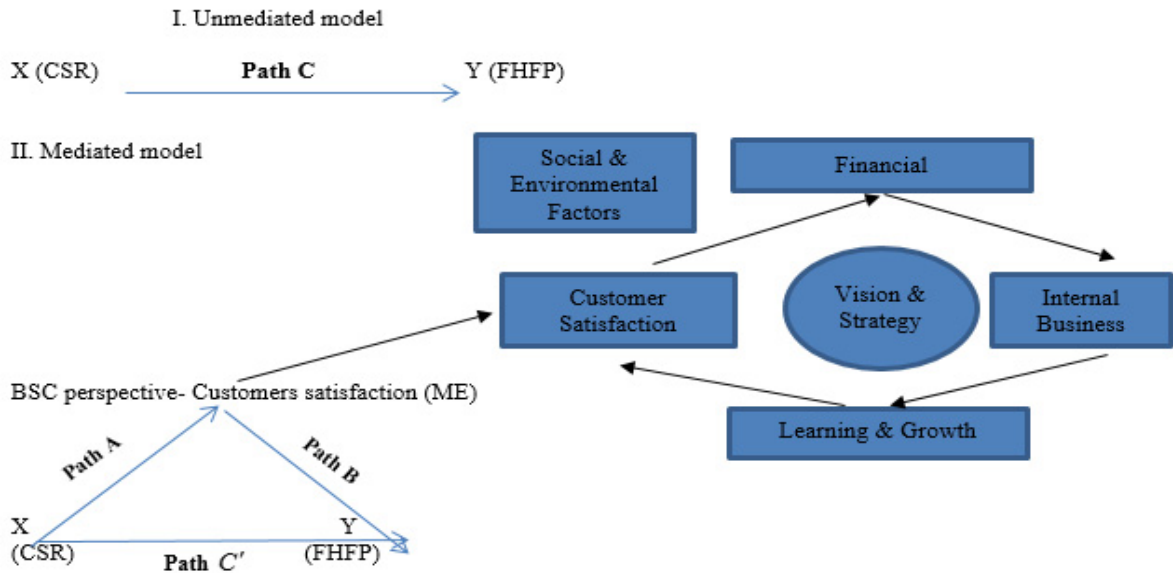 I. Unmediated model
X (CSR)
Path C
Y (FHFP)
II. Mediated model
Social &
Environmental
Factors
Financial
Customer
Satisfaction
Vision &
Strategy
Internal
Business
BSC perspective- Customers satisfaction (ME)
Learning & Growth
Path A
Path B
X
(CSR)
Y
(FHFP)
Path C′